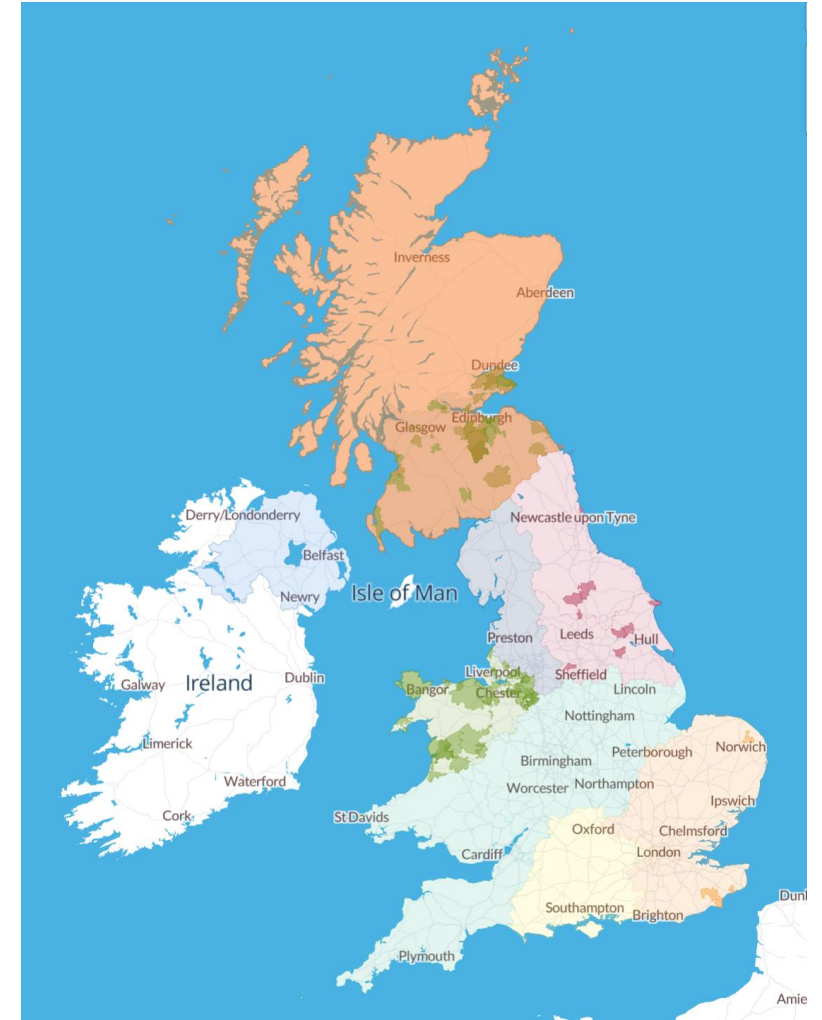 Inverness
Aberdeen
Dundee
Edinburgh
Glasgow
Derry/Londonderry
Newcastle upon Tyne
Belfast
Isle of Man
Newry
Leeds
Preston
Hull
Liverpool
Sheffield
Dublin
Ireland
Galway
Bangor
Chester
Lincoln
Nottingham
Limerick
Norwich
Peterborough
Birmingham
Waterford
Northampton
Worcester
Ipswich
Cork
St Davids
Oxford
Chelmsford
London
Cardiff
Dunl
Southampton
Brighton
Plymouth
Amie